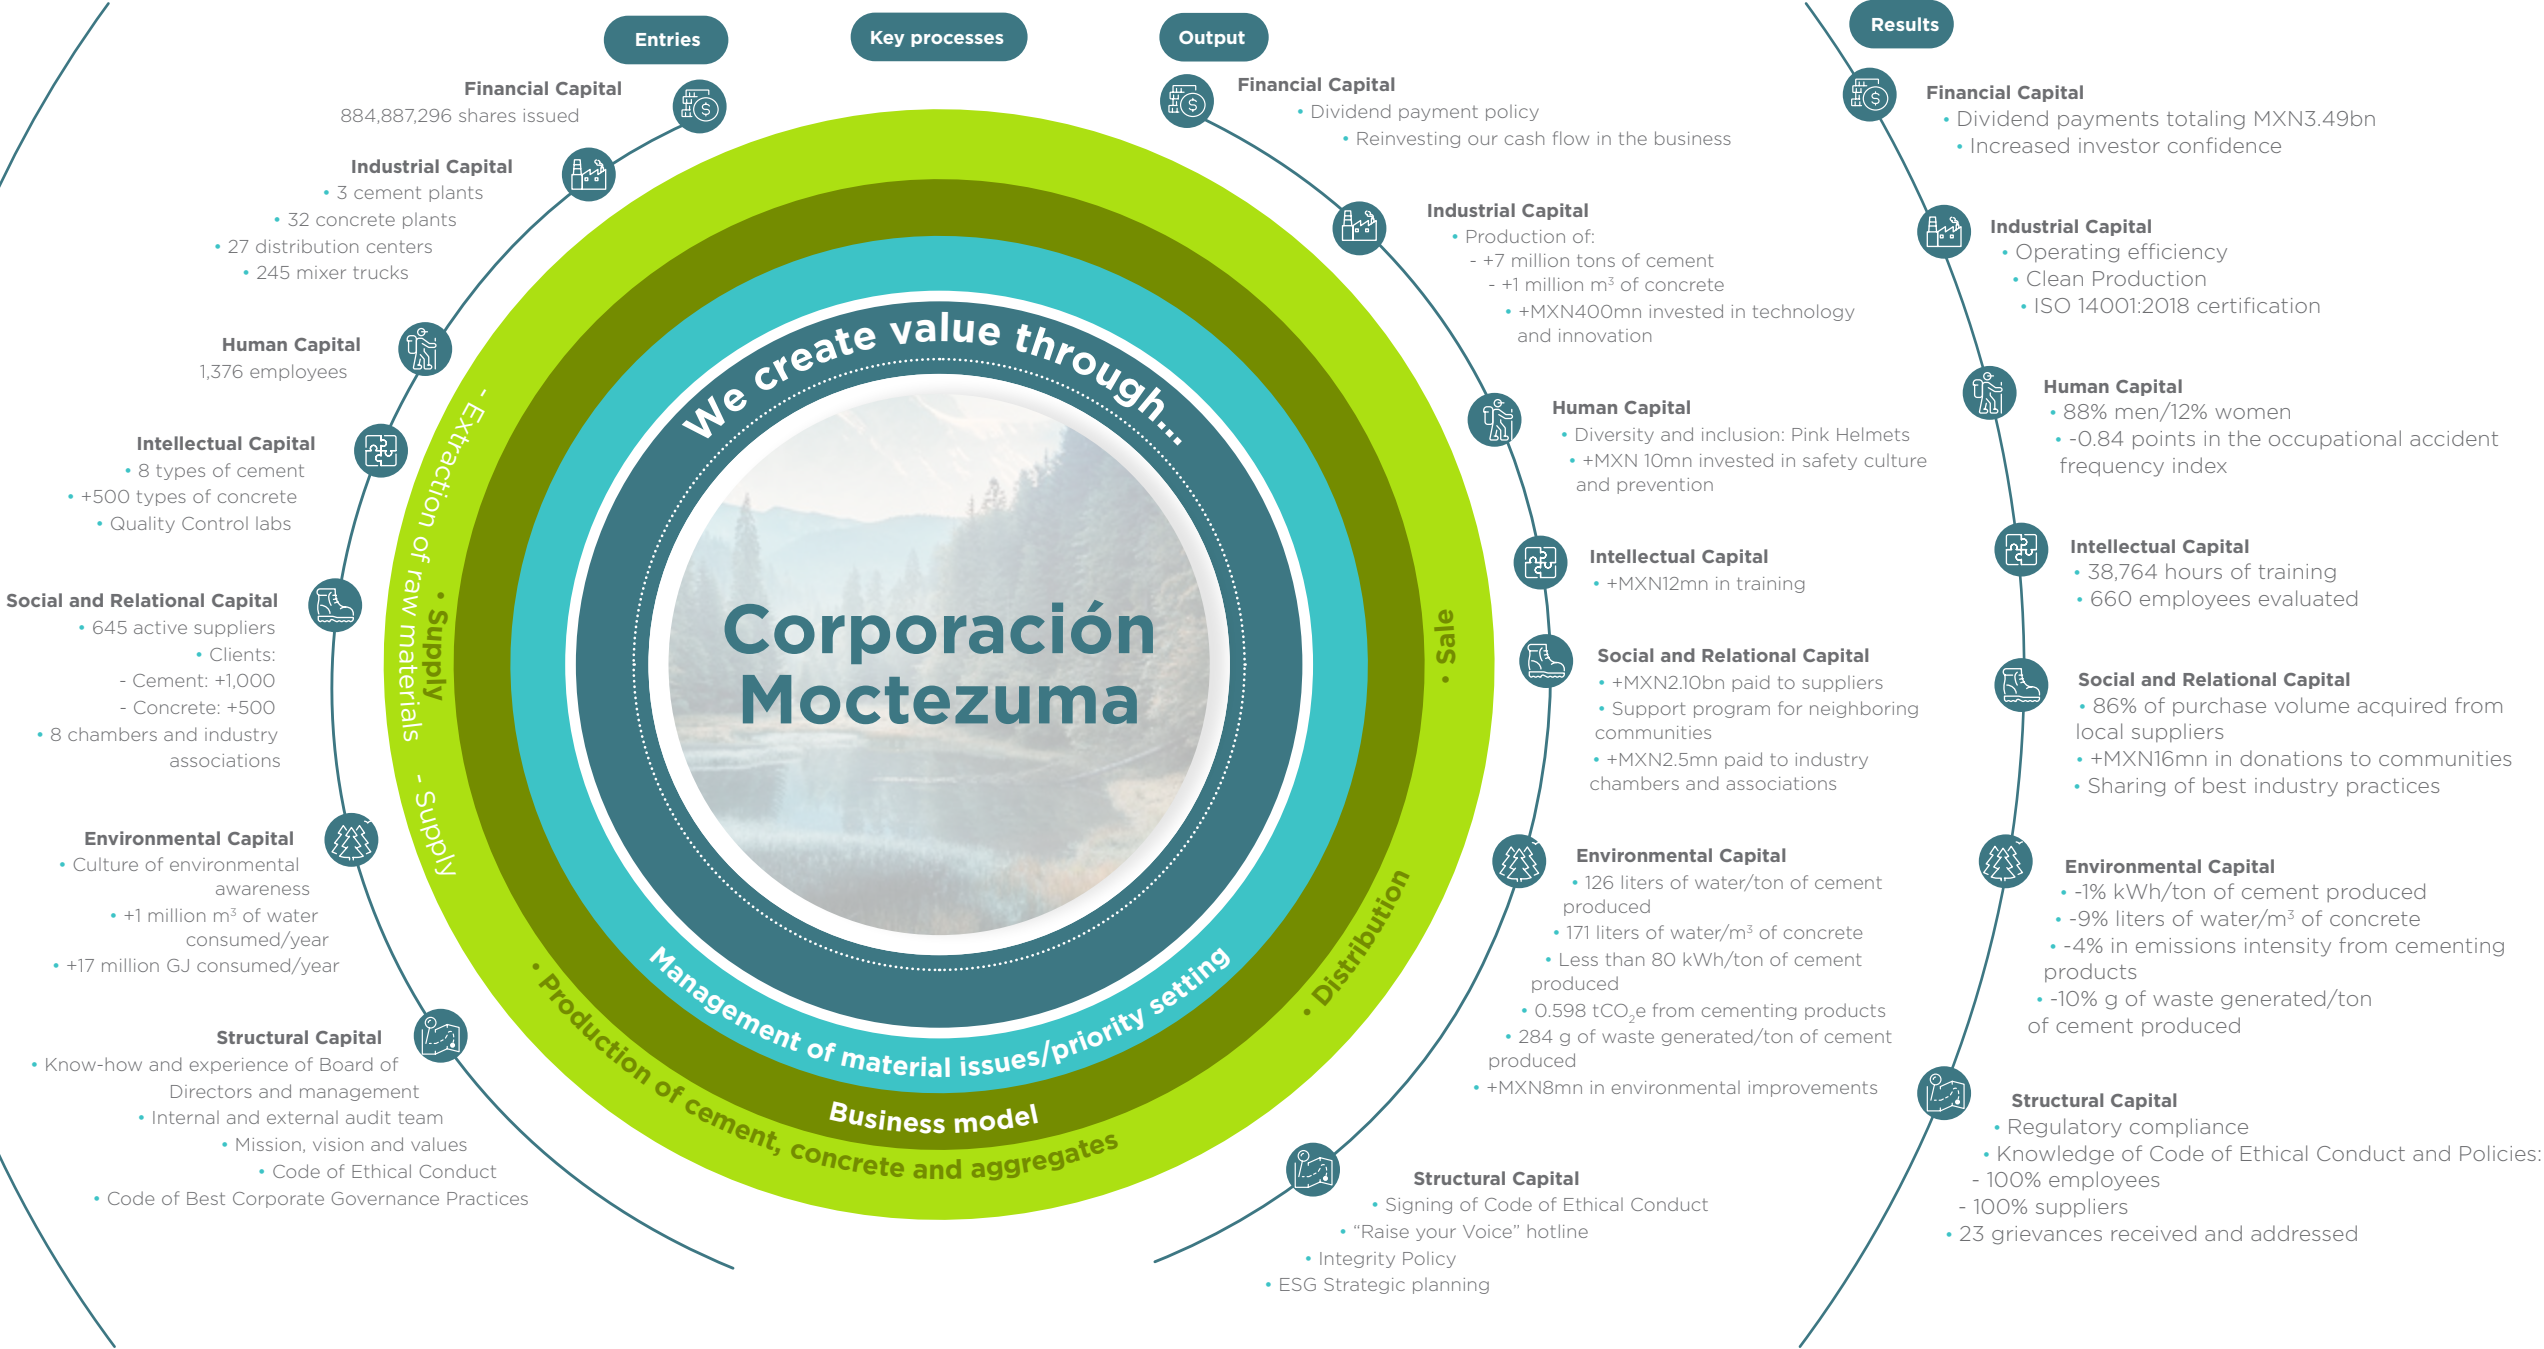 Entries
Financial Capital
884,887,296 shares issued
Industrial Capital
• 3 cement plants
• 32 concrete plants
• 27 distribution centers
• 245 mixer trucks
Human Capital
1,376 employees
Intellectual Capital
• 8 types of cement
• +500 types of concrete
• Quality Control labs
Social and Relational Capital
• 645 active suppliers
• Clients:
- Cement: +1,000
- Concrete: +500
• 8 chambers and industry
associations
Environmental Capital
• Culture of environmental
awareness
• +1 million m³ of water
consumed/year
• +17 million GJ consumed/year
Structural Capital
• Know-how and experience of Board of
Directors and management
• Internal and external audit team
• Mission, vision and values
• Code of Ethical Conduct
• Code of Best Corporate Governance Practices
Key processes
We create value through...
Corporación
Moctezuma
Management of material issues/priority setting
Business model
- Extraction of raw materials - Supply
• Supply
• Production of cement, concrete and aggregates
• Distribution
• Sale
Output
Financial Capital
• Dividend payment policy
• Reinvesting our cash flow in the business
Industrial Capital
• Production of:
- +7 million tons of cement
- +1 million m³ of concrete
• +MXN400mn invested in technology
and innovation
Human Capital
• Diversity and inclusion: Pink Helmets
• +MXN 10mn invested in safety culture
and prevention
Intellectual Capital
• +MXN12mn in training
Social and Relational Capital
• +MXN2.10bn paid to suppliers
• Support program for neighboring
communities
• +MXN2.5mn paid to industry
chambers and associations
Environmental Capital
• 126 liters of water/ton of cement
produced
• 171 liters of water/m³ of concrete
• Less than 80 kWh/ton of cement
produced
• 0.598 tCO₂e from cementing products
• 284 g of waste generated/ton of cement
produced
• +MXN8mn in environmental improvements
Structural Capital
• Signing of Code of Ethical Conduct
• “Raise your Voice” hotline
• Integrity Policy
• ESG Strategic planning
Results
Financial Capital
• Dividend payments totaling MXN3.49bn
• Increased investor confidence
Industrial Capital
• Operating efficiency
• Clean Production
• ISO 14001:2018 certification
Human Capital
• 88% men/12% women
• -0.84 points in the occupational accident
frequency index
Intellectual Capital
• 38,764 hours of training
• 660 employees evaluated
Social and Relational Capital
• 86% of purchase volume acquired from
local suppliers
• +MXN16mn in donations to communities
• Sharing of best industry practices
Environmental Capital
• -1% kWh/ton of cement produced
• -9% liters of water/m³ of concrete
• -4% in emissions intensity from cementing
products
• -10% g of waste generated/ton
of cement produced
Structural Capital
• Regulatory compliance
• Knowledge of Code of Ethical Conduct and Policies:
- 100% employees
- 100% suppliers
• 23 grievances received and addressed